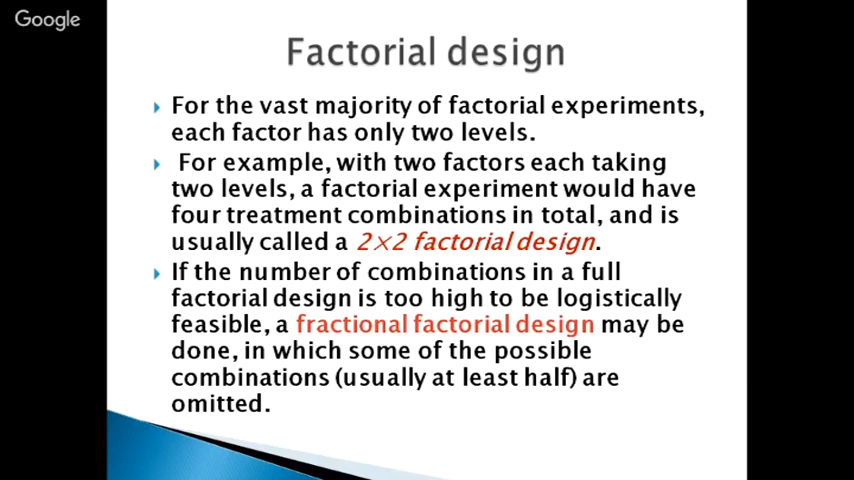 Google
Factorial design
For the vast majority of factorial experiments,
each factor has only two levels.
For example, with two factors each taking
two levels, a factorial experiment would have
four treatment combinations in total, and is
usually called a 2×2 factorial design.
If the number of combinations in a full
factorial design is too high to be logistically
feasible, a fractional factorial design may be
done, in which some of the possible
combinations (usually at least half) are
omitted.